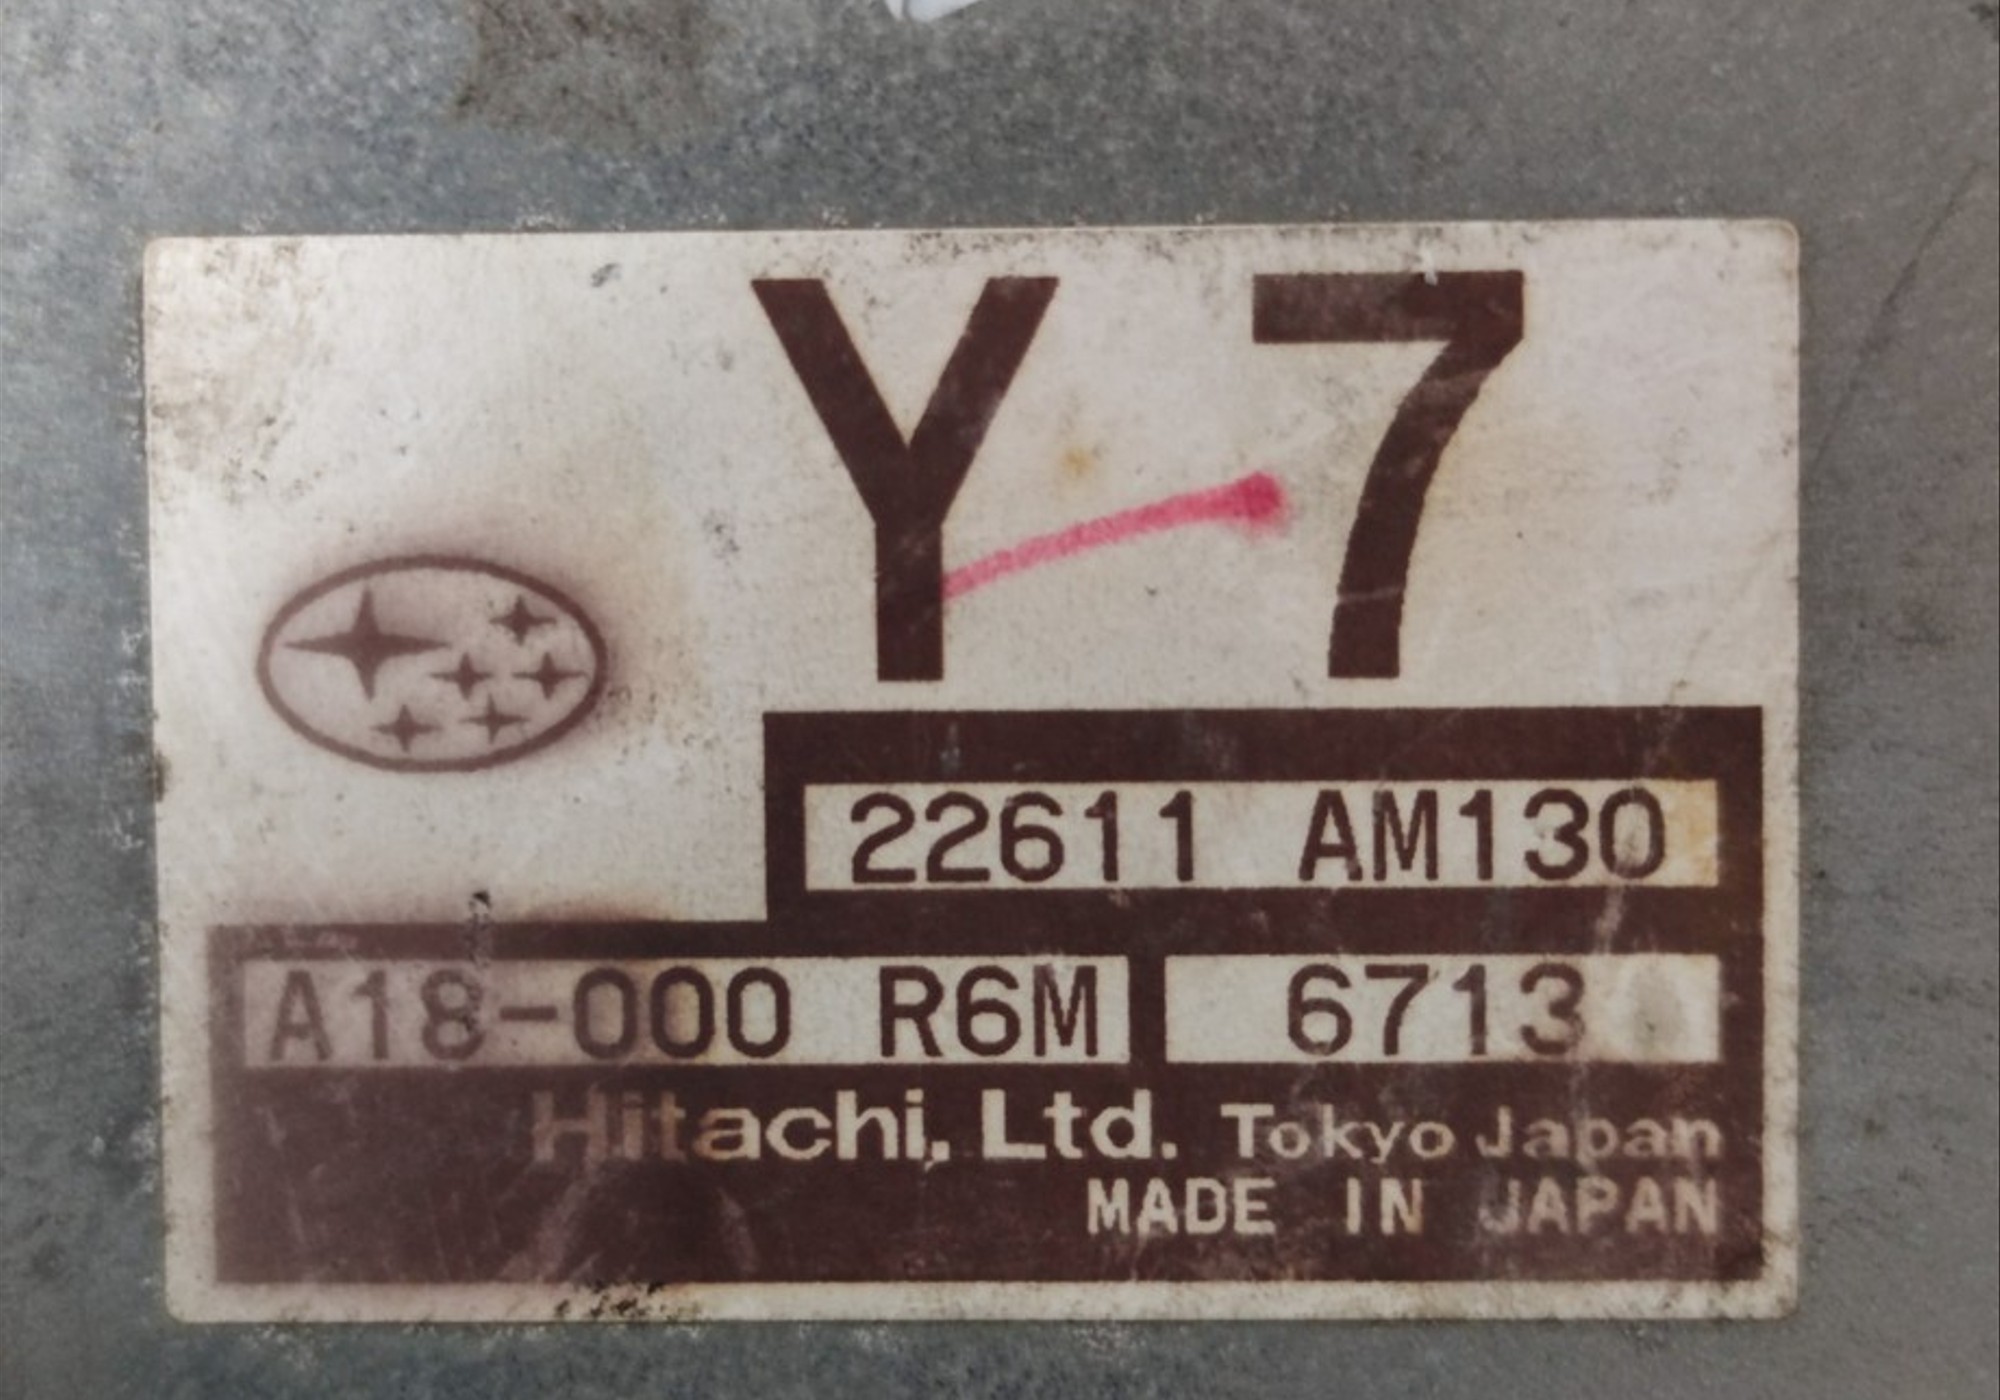 Y 7
22611 AM130
A18-000 R6M 6713
Hitachi, Ltd. Tokyo Japan
MADE IN JAPAN